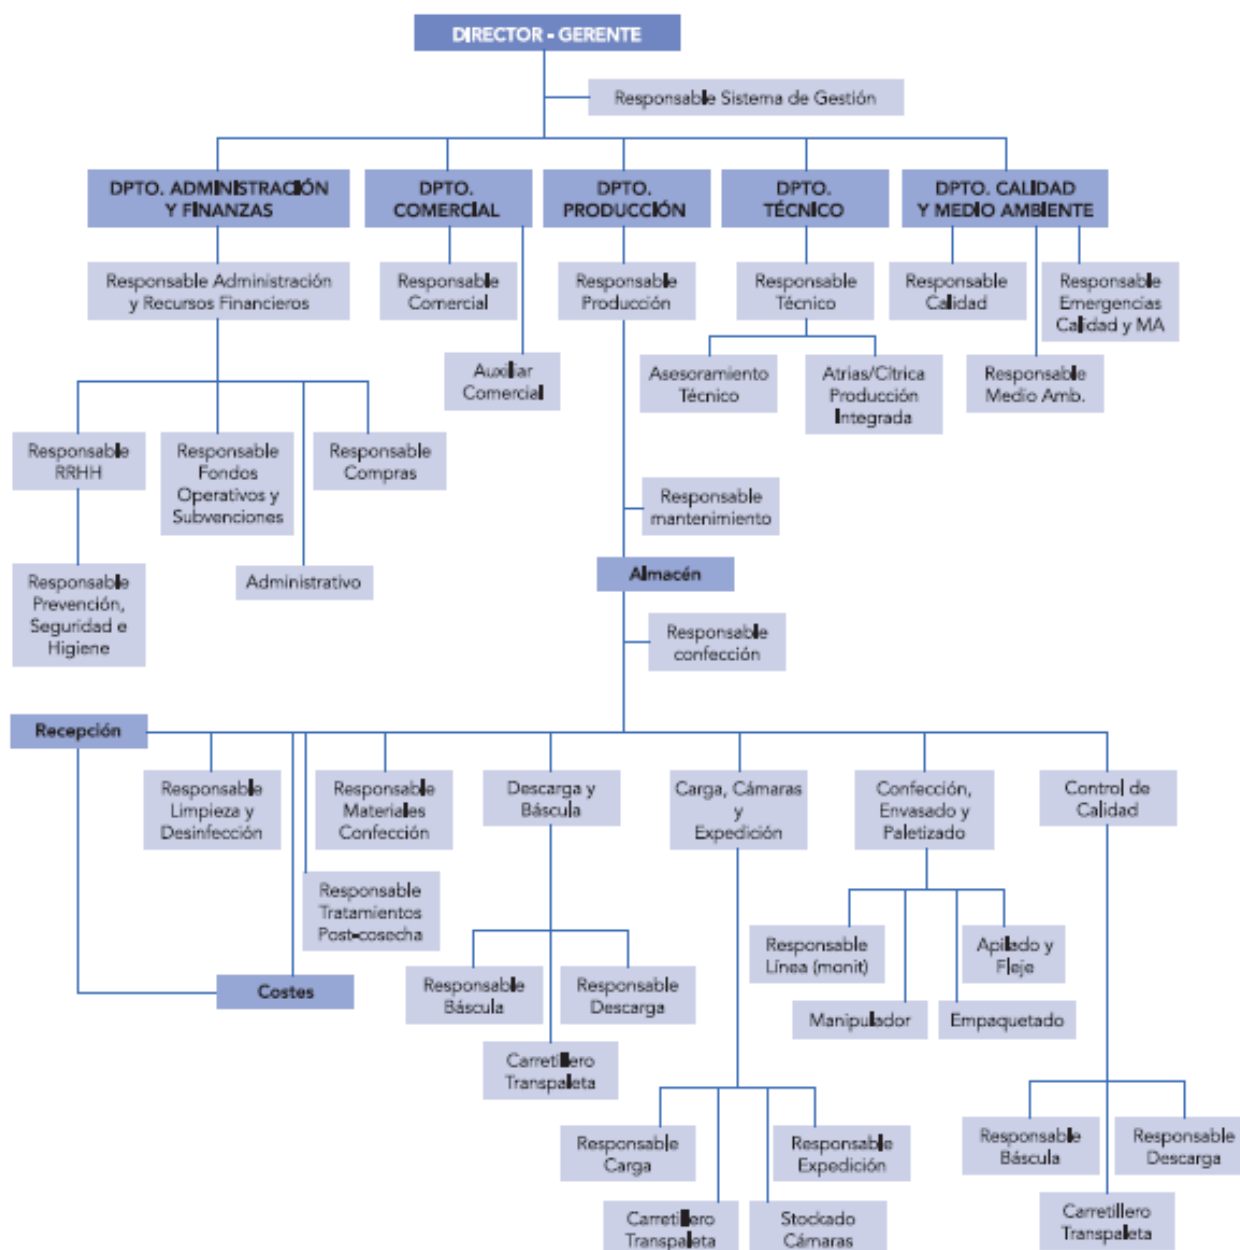 DIRECTOR - GERENTE
Responsable Sistema de Gestión
DPTO. ADMINISTRACIÓN
Y FINANZAS
DPTO.
COMERCIAL
DPTO.
PRODUCCIÓN
DPTO.
TÉCNICO
DPTO. CALIDAD
Y MEDIO AMBIENTE
Responsable Administración
y Recursos Financieros
Responsable
Comercial
Responsable
Producción
Responsable
Técnico
Responsable
Calidad
Responsable
Emergencias
Calidad y MA
Auxiliar
Comercial
Asesoramiento
Técnico
Atrias/Cítrica
Producción
Integrada
Responsable
Medio Amb.
Responsable
RRHH
Responsable
Fondos
Operativos y
Subvenciones
Responsable
Compras
Responsable
mantenimiento
Responsable
Prevención,
Seguridad e
Higiene
Administrativo
Almacén
Responsable
confección
Recepción
Responsable
Limpieza y
Desinfección
Responsable
Materiales
Confección
Descarga y
Báscula
Carga, Cámaras
y
Expedición
Confección,
Envasado y
Paletizado
Control de
Calidad
Responsable
Tratamientos
Post-cosecha
Costes
Responsable
Báscula
Responsable
Descarga
Carretillero
Transpaleta
Responsable
Línea (monit)
Apilado y
Fleje
Manipulador
Empaquetado
Responsable
Carga
Responsable
Expedición
Carretillero
Transpaleta
Stockado
Cámaras
Responsable
Báscula
Responsable
Descarga
Carretillero
Transpaleta